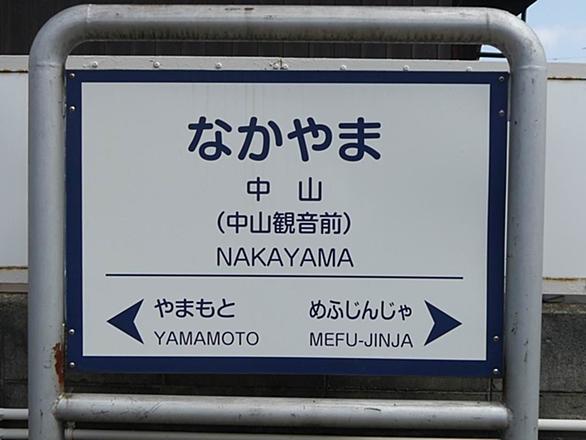 なかやま
中山
(中山観音前)
NAKAYAMA
やまもと めふじんじゃ
YAMAMOTO MEFU-JINJA